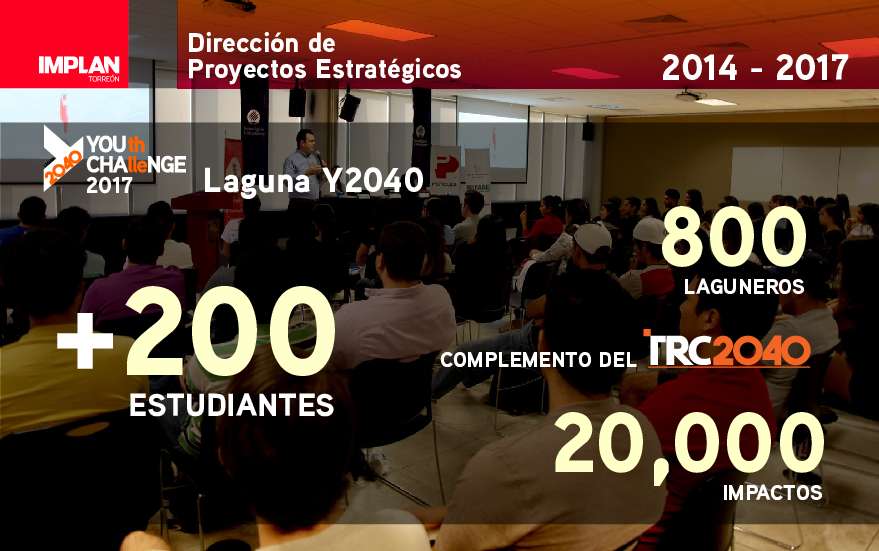 IMPLAN
TORREÓN
Dirección de
Proyectos Estratégicos
2014 - 2017
2040
YOUth
CHAlleNGE
2017
Laguna Y2040
800
LAGUNEROS
+200
ESTUDIANTES
COMPLEMENTO DEL TRC2040
20,000
IMPACTOS